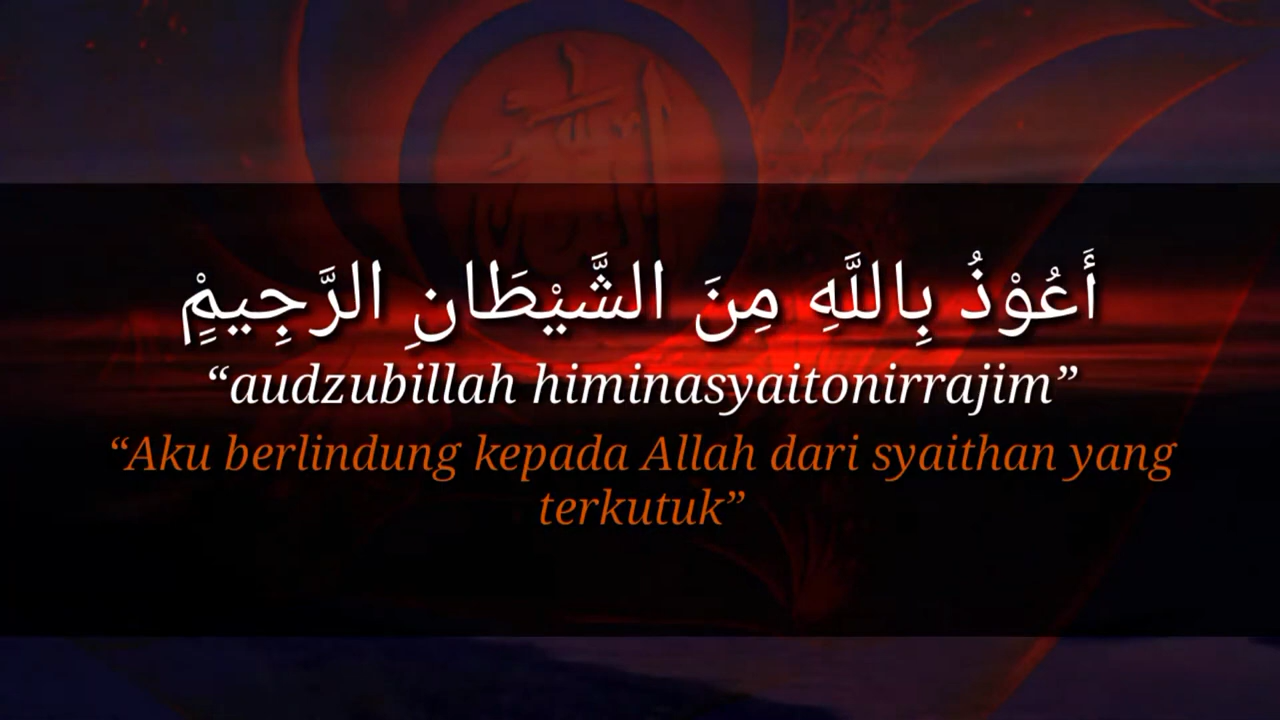 أَعُوْذُ بِاللَّهِ مِنَ الشَّيْطَانِ الرَّجِيمِْ
“audzubillah himinasyaitonirrajim”
“Aku berlindung kepada Allah dari syaithan yang
terkutuk”